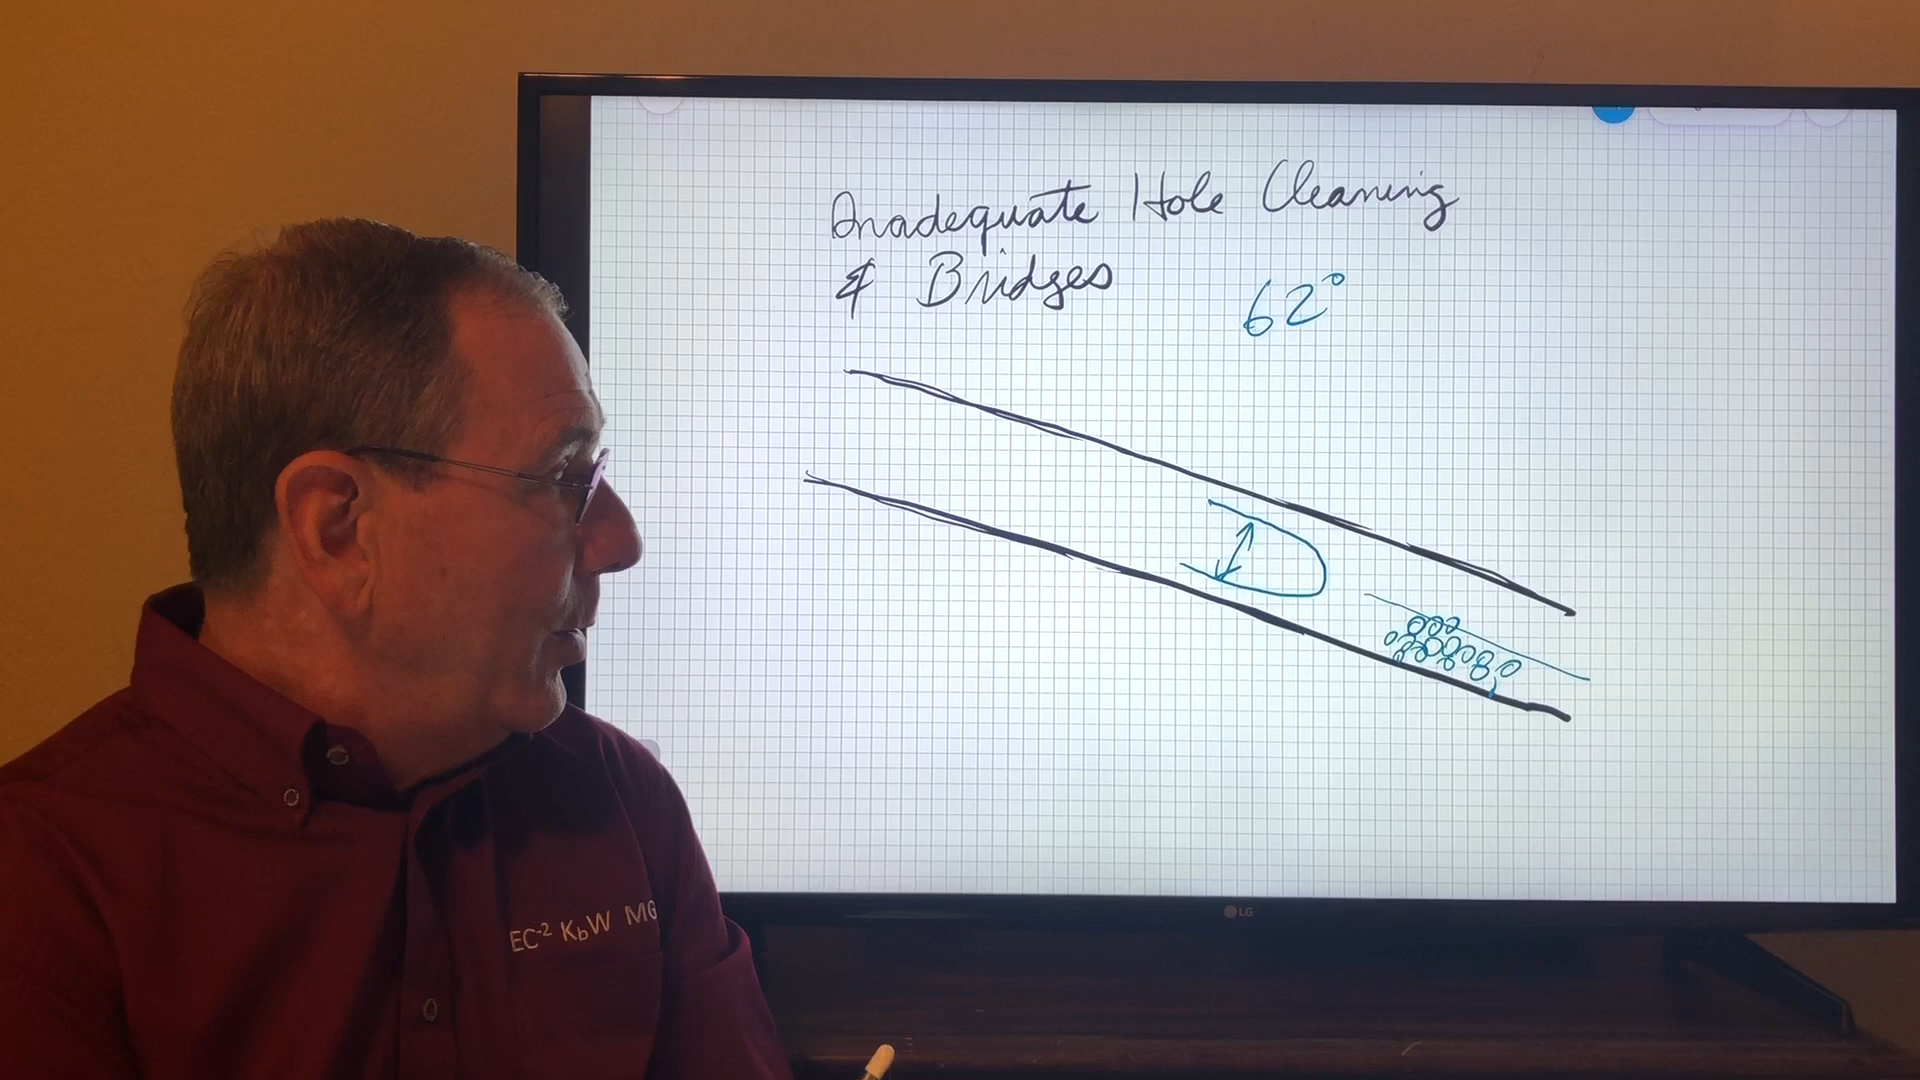 Inadequate Hole Cleaning
& Bridges
62°
EC-2 KbW MG
LG